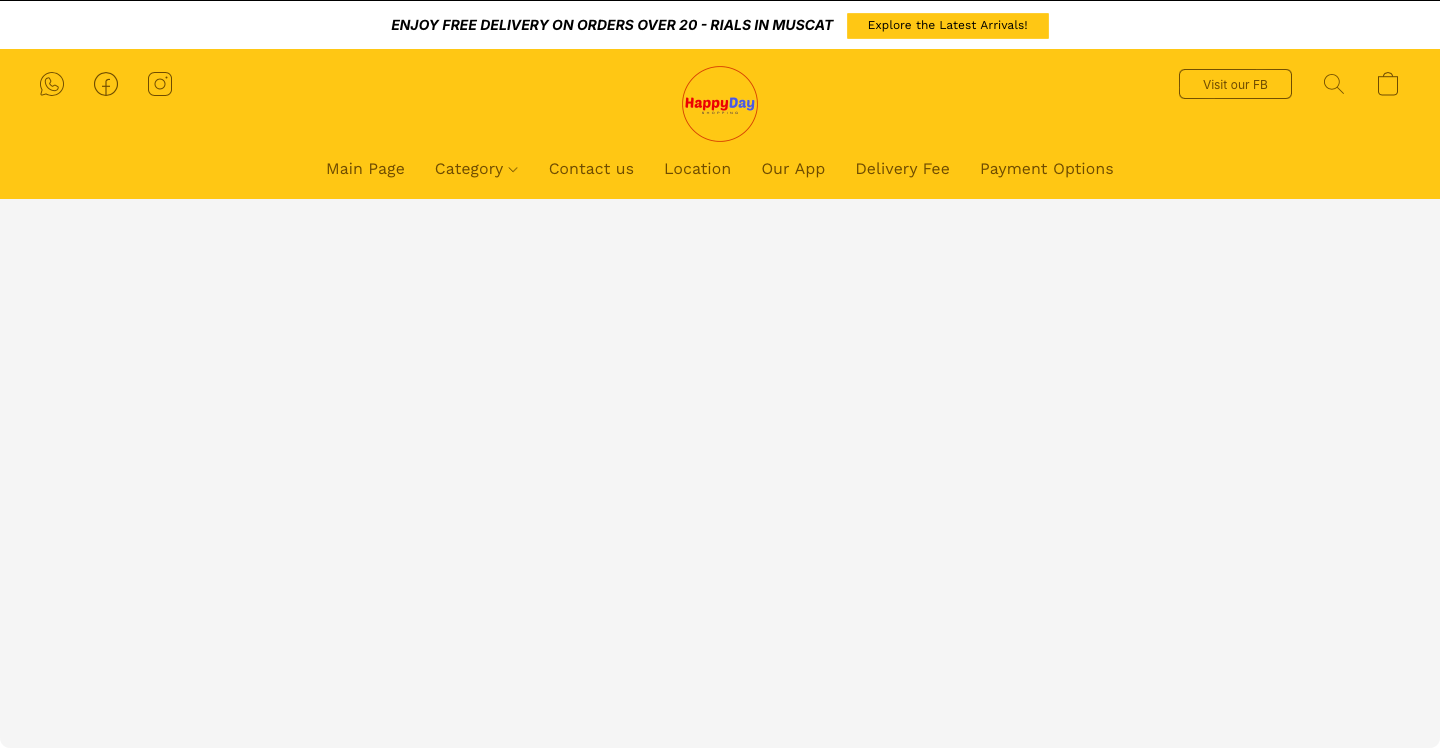 ENJOY FREE DELIVERY ON ORDERS OVER 20 - RIALS IN MUSCAT
Explore the Latest Arrivals!
Visit our FB
HappyDay
SHOPPING
Main Page
Category
Contact us
Location
Our App
Delivery Fee
Payment Options